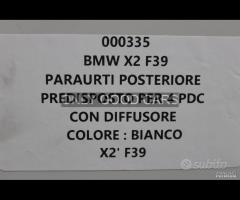 000335
BMW X2 F39
PARAURTI POSTERIORE
PREDISPOSTO PER 4 PDC
CON DIFFUSORE
COLORE : BIANCO
X2' F39
subito